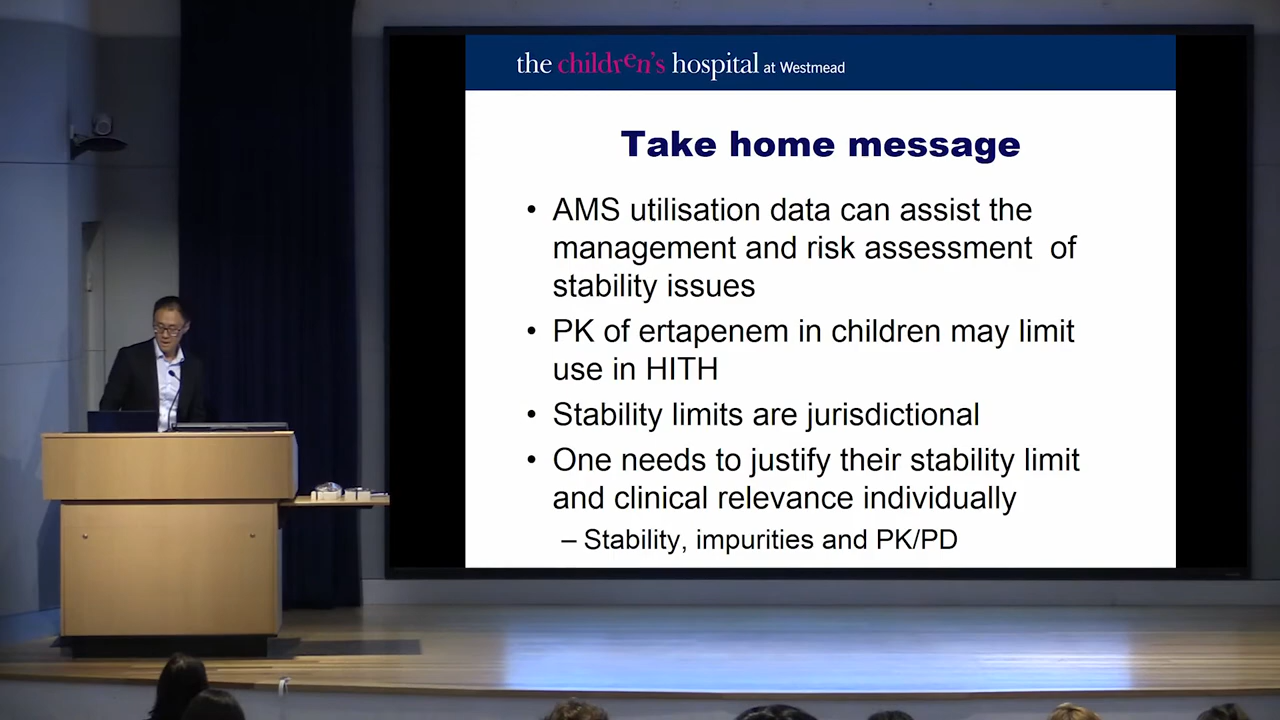 the children's hospital at Westmead
Take home message
• AMS utilisation data can assist the
management and risk assessment of
stability issues
• PK of ertapenem in children may limit
use in HITH
• Stability limits are jurisdictional
• One needs to justify their stability limit
and clinical relevance individually
– Stability, impurities and PK/PD